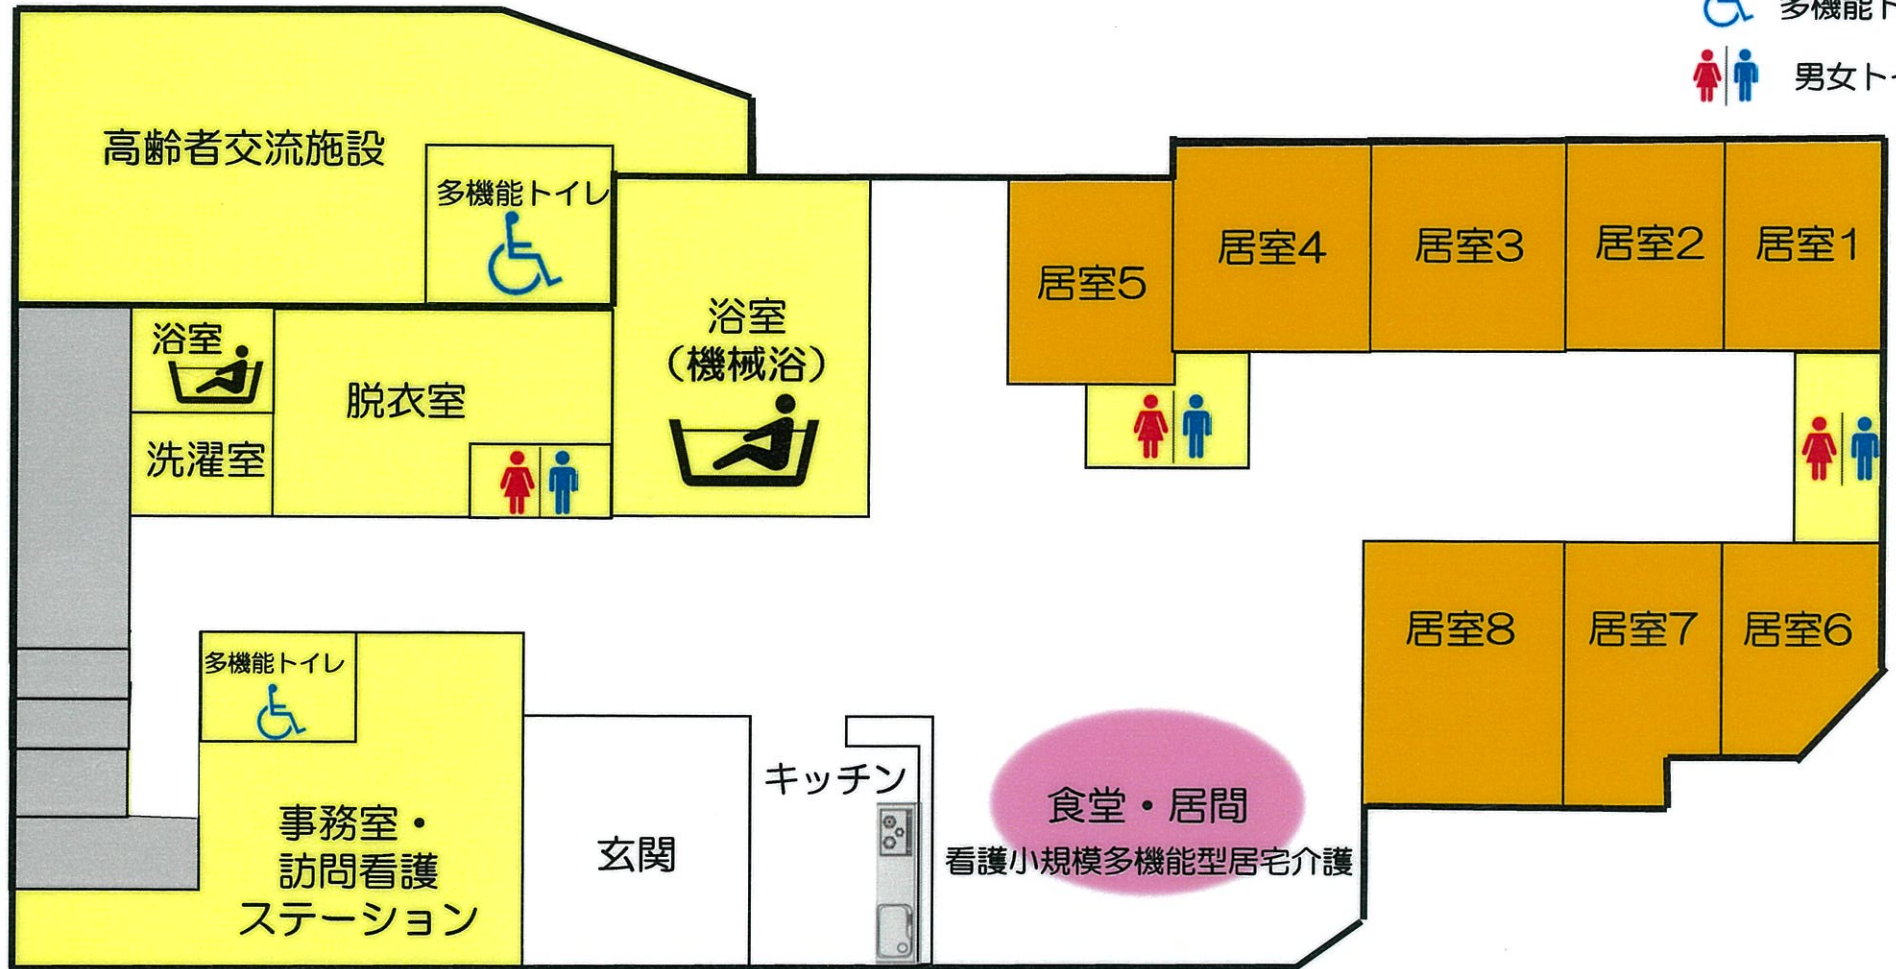 多機能ト
男女ト
高齢者交流施設
多機能トイレ
浴室
(機械浴)
浴室
脱衣室
洗濯室
居室5
居室4
居室3
居室2
居室1
居室8
居室7
居室6
多機能トイレ
事務室・
訪問看護
ステーション
玄関
キッチン
食堂・居間
看護小規模多機能型居宅介護